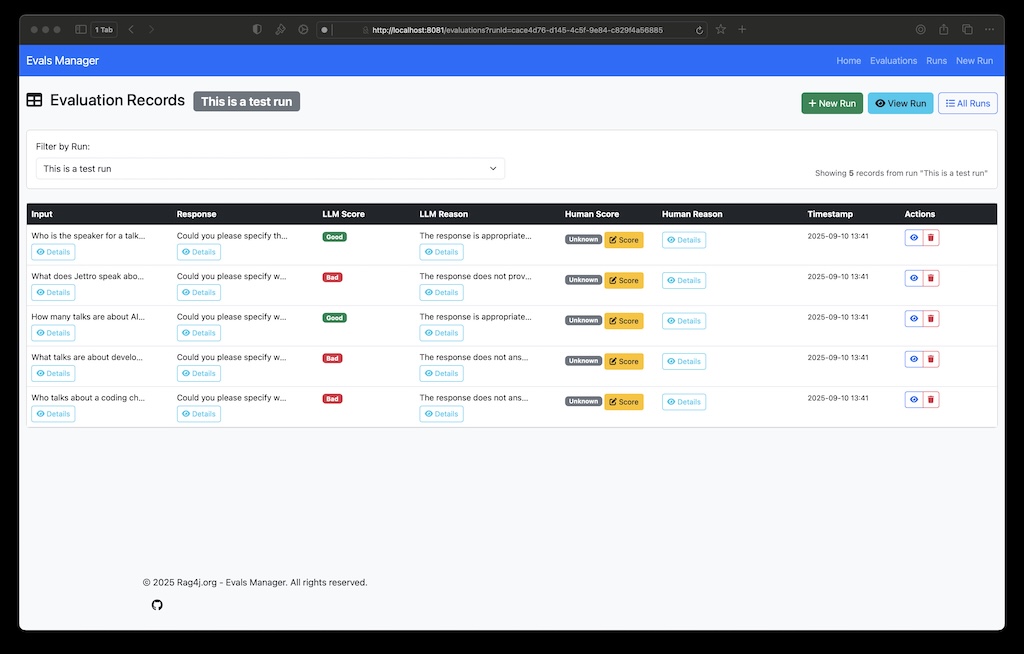 1 Tab
http://localhost:8081/evaluations?runId=cace4d76-d145-4c5f-9e84-c829f4a56885
Evals Manager Home Evaluations Runs New Run
Evaluation Records This is a test run + New Run View Run All Runs
Filter by Run:
This is a test run
Showing 5 records from run "This is a test run"
Input Response LLM Score LLM Reason Human Score Human Reason Timestamp Actions
Who is the speaker for a talk... Could you please specify th... Good The response is appropriate... Unknown Score Details 2025-09-10 13:41
Details Details Details
What does Jettro speak abo... Could you please specify w... Bad The response does not prov... Unknown Score Details 2025-09-10 13:41
Details Details Details
How many talks are about AI... Could you please specify w... Good The response is appropriate... Unknown Score Details 2025-09-10 13:41
Details Details Details
What talks are about develo... Could you please specify w... Bad The response does not ans... Unknown Score Details 2025-09-10 13:41
Details Details Details
Who talks about a coding ch... Could you please specify w... Bad The response does not ans... Unknown Score Details 2025-09-10 13:41
Details Details Details
© 2025 Rag4j.org - Evals Manager. All rights reserved.